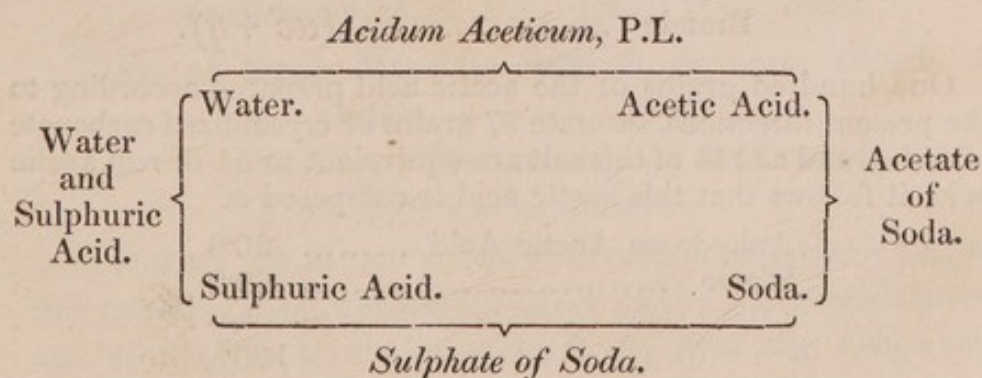 Acidum Aceticum, P.L.
Water. Acetic Acid.
Water
and
Sulphuric
Acid.
Acetate
of
Soda.
Sulphuric Acid. Soda.
Sulphate of Soda.